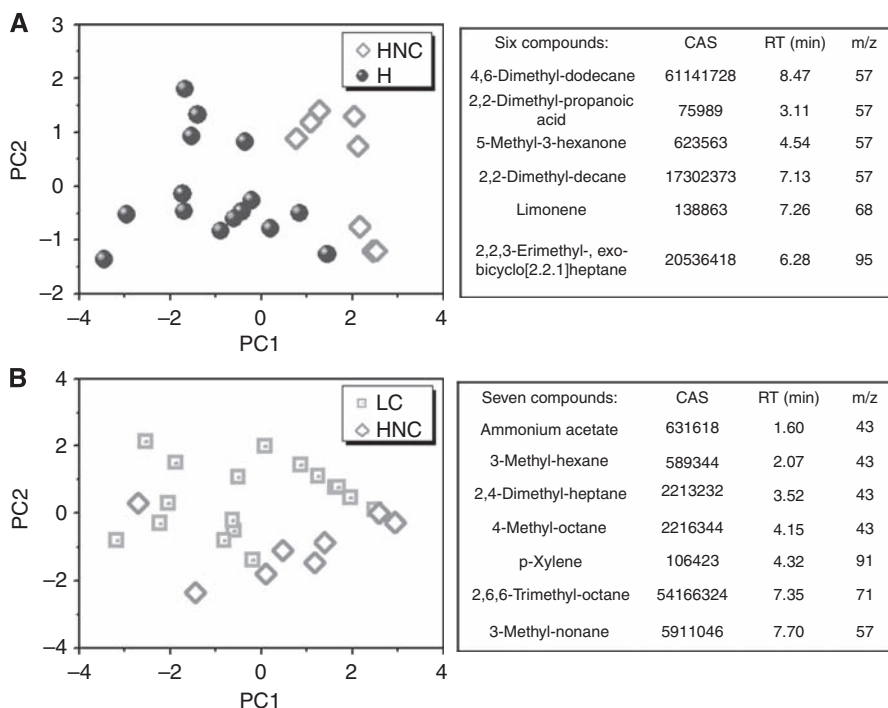 A
3
2
1
0
−1
−2
PC2
−4
−2
0
2
4
PC1
HNC
H
Six compounds: CAS RT (min) m/z
4,6-Dimethyl-dodecane 61141728 8.47 57
2,2-Dimethyl-propanoic
acid 75989 3.11 57
5-Methyl-3-hexanone 623563 4.54 57
2,2-Dimethyl-decane 17302373 7.13 57
Limonene 138863 7.26 68
2,2,3-Erimethyl-, exo-
bicyclo[2.2.1]heptane 20536418 6.28 95
B
4
2
0
−2
−4
PC2
−4
−2
0
2
4
PC1
LC
HNC
Seven compounds: CAS RT (min) m/z
Ammonium acetate 631618 1.60 43
3-Methyl-hexane 589344 2.07 43
2,4-Dimethyl-heptane 2213232 3.52 43
4-Methyl-octane 2216344 4.15 43
p-Xylene 106423 4.32 91
2,6,6-Trimethyl-octane 54166324 7.35 71
3-Methyl-nonane 5911046 7.70 57